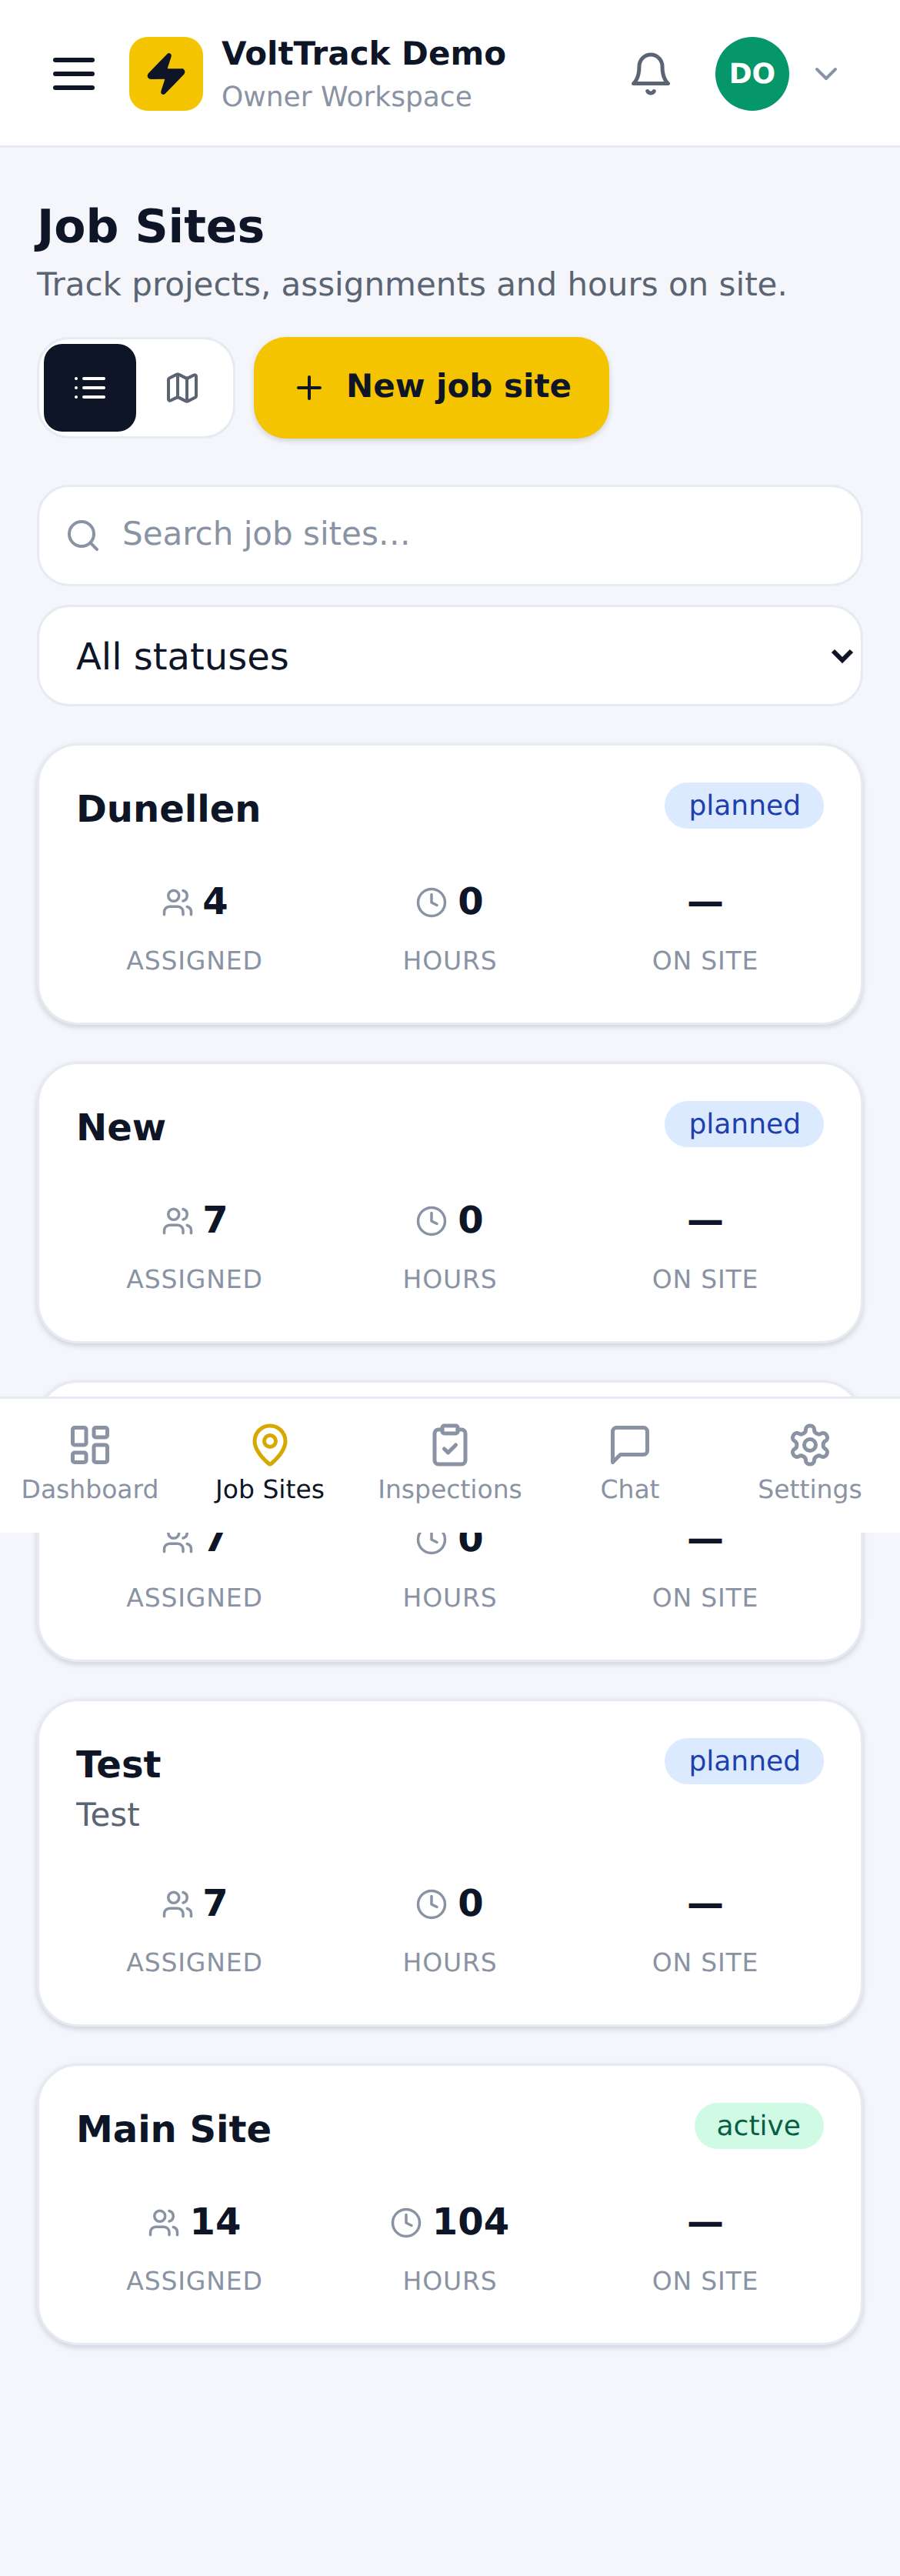 VoltTrack Demo
Owner Workspace
DO
Job Sites
Track projects, assignments and hours on site.
New job site
Search job sites...
All statuses
Dunellen
planned
4
0
—
ASSIGNED
HOURS
ON SITE
New
planned
7
0
—
ASSIGNED
HOURS
ON SITE
Dashboard
Job Sites
Inspections
Chat
Settings
7
0
—
ASSIGNED
HOURS
ON SITE
Test
planned
Test
7
0
—
ASSIGNED
HOURS
ON SITE
Main Site
active
14
104
—
ASSIGNED
HOURS
ON SITE